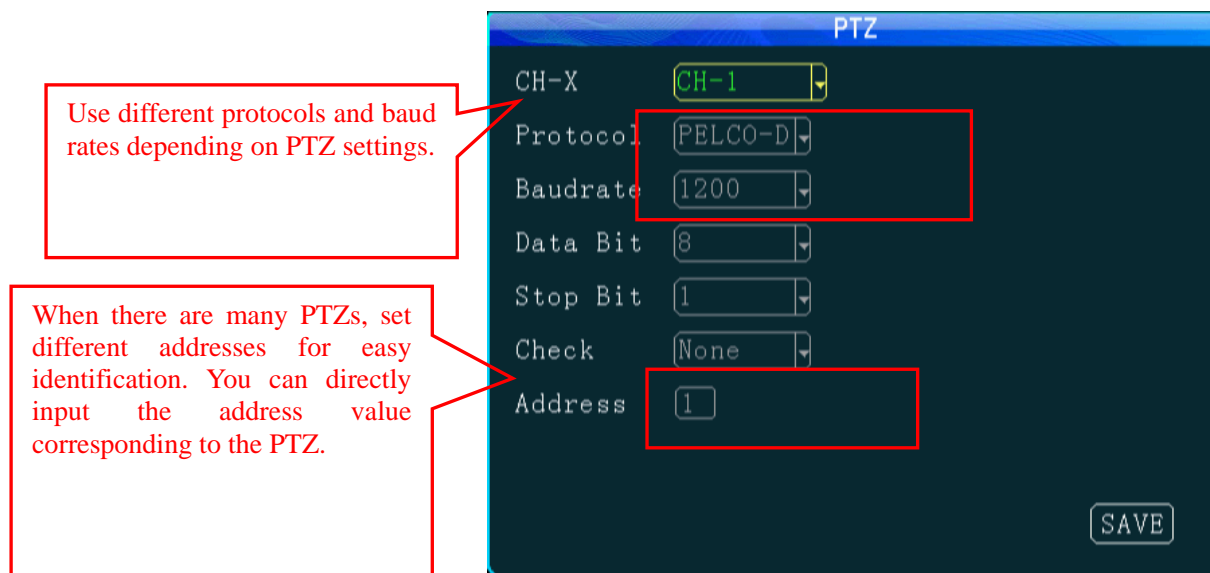 PTZ
Use different protocols and baud
rates depending on PTZ settings.
When there are many PTZs, set
different addresses for easy
identification. You can directly
input the address value
corresponding to the PTZ.
CH-X CH-1
Protocol PELCO-D
Baudrate 1200
Data Bit 8
Stop Bit 1
Check None
Address 1
SAVE